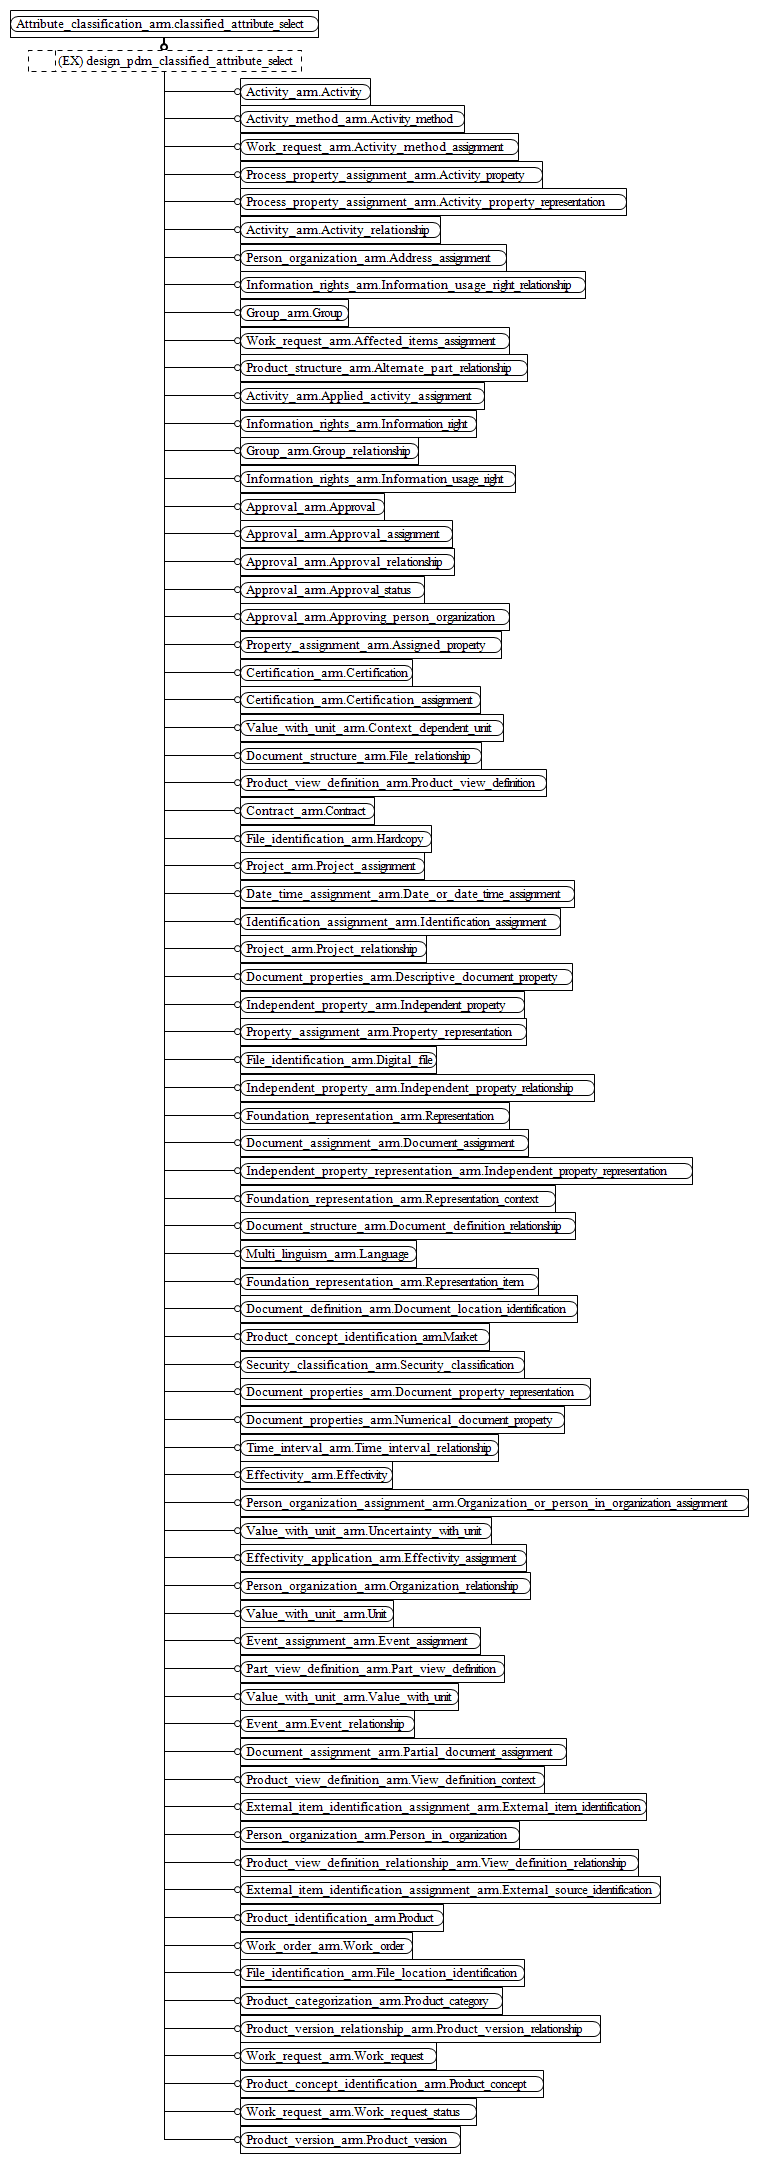 Attribute_classification_arm.classified_attribute_select
(EX) design_pdm_classified_attribute_select
Activity_arm.Activity
Activity_method_arm.Activity_method
Work_request_arm.Activity_method_assignment
Process_property_assignment_arm.Activity_property
Process_property_assignment_arm.Activity_property_representation
Activity_arm.Activity_relationship
Person_organization_arm.Address_assignment
Information_rights_arm.Information_usage_right_relationship
Group_arm.Group
Work_request_arm.Affected_items_assignment
Product_structure_arm.Alternate_part_relationship
Activity_arm.Applied_activity_assignment
Information_rights_arm.Information_right
Group_arm.Group_relationship
Information_rights_arm.Information_usage_right
Approval_arm.Approval
Approval_arm.Approval_assignment
Approval_arm.Approval_relationship
Approval_arm.Approval_status
Approval_arm.Approving_person_organization
Property_assignment_arm.Assigned_property
Certification_arm.Certification
Certification_arm.Certification_assignment
Value_with_unit_arm.Context_dependent_unit
Document_structure_arm.File_relationship
Product_view_definition_arm.Product_view_definition
Contract_arm.Contract
File_identification_arm.Hardcopy
Project_arm.Project_assignment
Date_time_assignment_arm.Date_or_date_time_assignment
Identification_assignment_arm.Identification_assignment
Project_arm.Project_relationship
Document_properties_arm.Descriptive_document_property
Independent_property_arm.Independent_property
Property_assignment_arm.Property_representation
File_identification_arm.Digital_file
Independent_property_arm.Independent_property_relationship
Foundation_representation_arm.Representation
Document_assignment_arm.Document_assignment
Independent_property_representation_arm.Independent_property_representation
Foundation_representation_arm.Representation_context
Document_structure_arm.Document_definition_relationship
Multi_linguism_arm.Language
Foundation_representation_arm.Representation_item
Document_definition_arm.Document_location_identification
Product_concept_identification_arm.Market
Security_classification_arm.Security_classification
Document_properties_arm.Document_property_representation
Document_properties_arm.Numerical_document_property
Time_interval_arm.Time_interval_relationship
Effectivity_arm.Effectivity
Person_organization_assignment_arm.Organization_or_person_in_organization_assignment
Value_with_unit_arm.Uncertainty_with_unit
Effectivity_application_arm.Effectivity_assignment
Person_organization_arm.Organization_relationship
Value_with_unit_arm.Unit
Event_assignment_arm.Event_assignment
Part_view_definition_arm.Part_view_definition
Value_with_unit_arm.Value_with_unit
Event_arm.Event_relationship
Document_assignment_arm.Partial_document_assignment
Product_view_definition_arm.View_definition_context
External_item_identification_assignment_arm.External_item_identification
Person_organization_arm.Person_in_organization
Product_view_definition_relationship_arm.View_definition_relationship
External_item_identification_assignment_arm.External_source_identification
Product_identification_arm.Product
Work_order_arm.Work_order
File_identification_arm.File_location_identification
Product_categorization_arm.Product_category
Product_version_relationship_arm.Product_version_relationship
Work_request_arm.Work_request
Product_concept_identification_arm.Product_concept
Work_request_arm.Work_request_status
Product_version_arm.Product_version